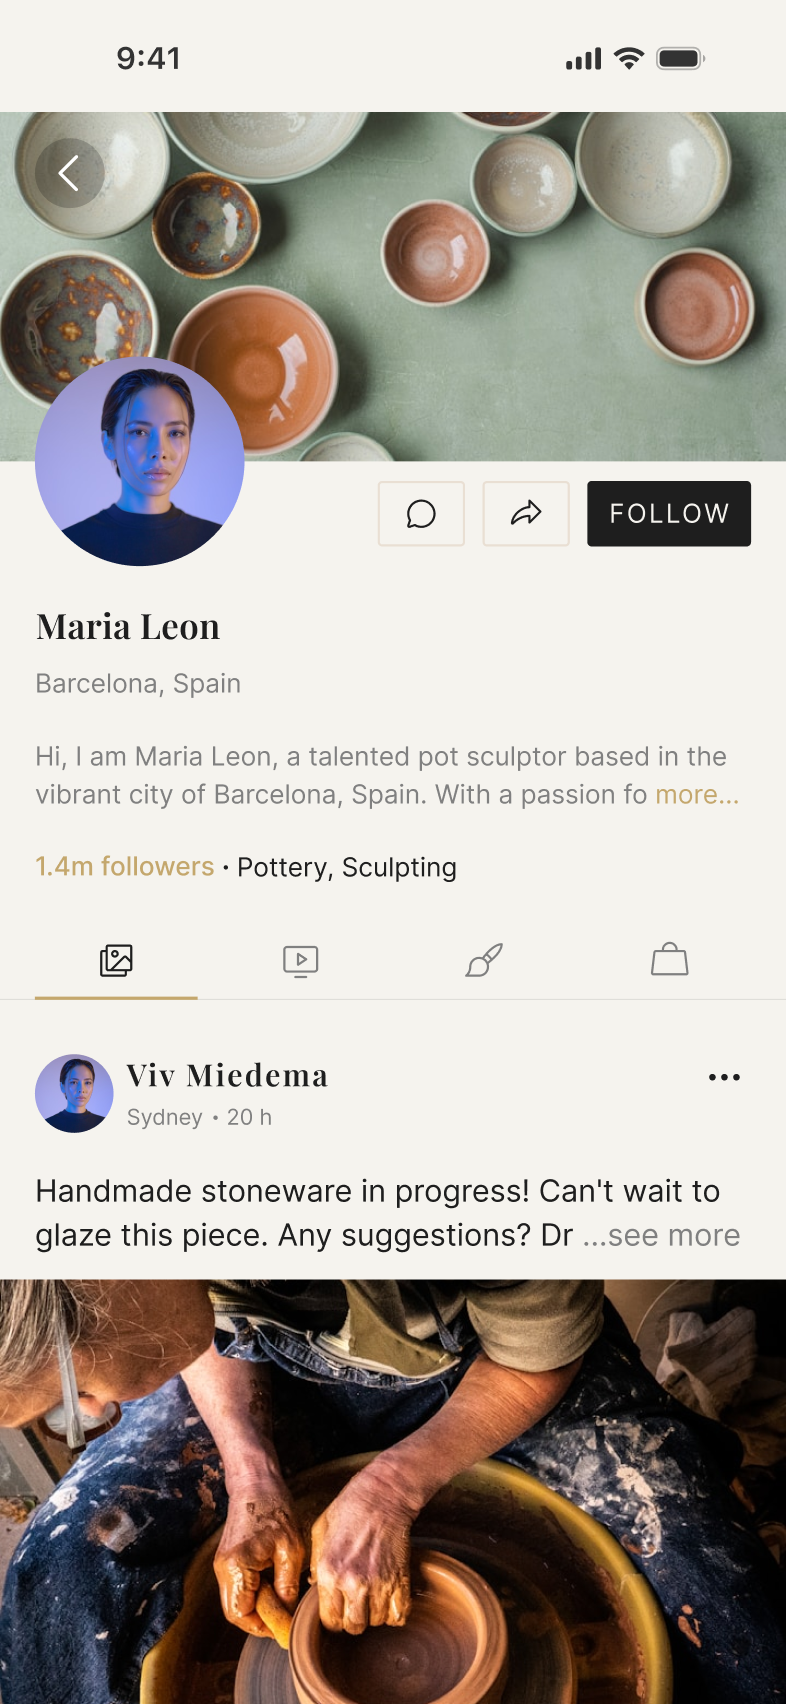 9:41
FOLLOW
Maria Leon
Barcelona, Spain
Hi, I am Maria Leon, a talented pot sculptor based in the
vibrant city of Barcelona, Spain. With a passion fo more...
1.4m followers • Pottery, Sculpting
Viv Miedema
Sydney • 20 h
Handmade stoneware in progress! Can't wait to
glaze this piece. Any suggestions? Dr ...see more